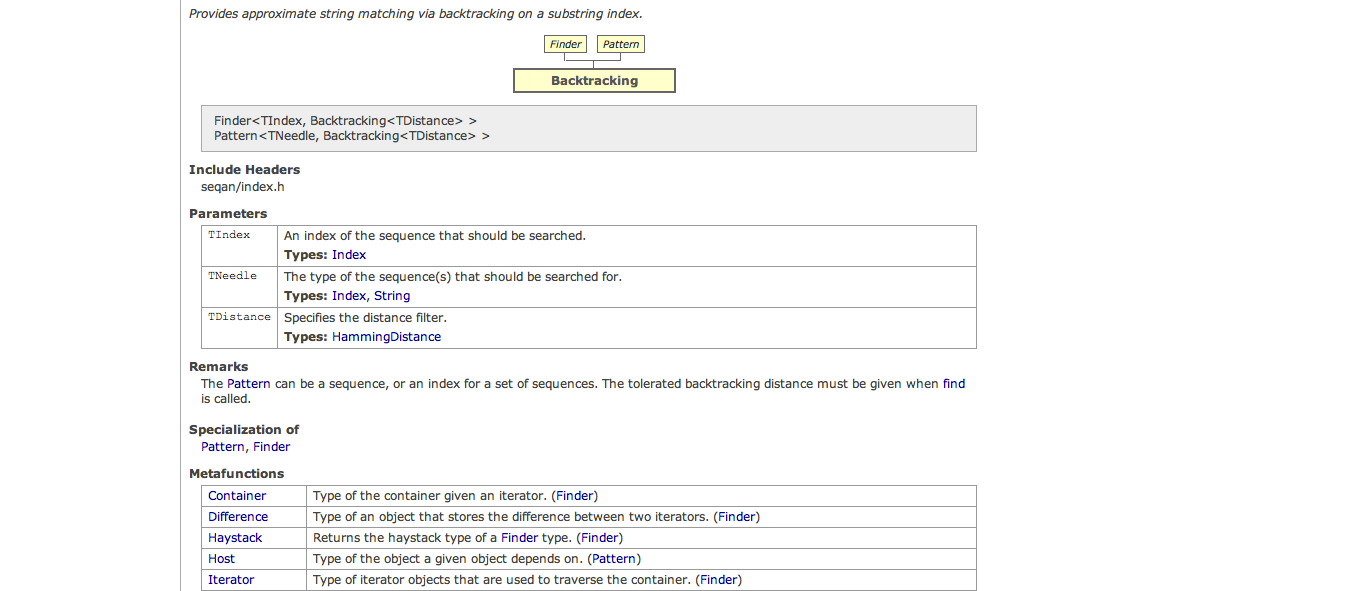 Provides approximate string matching via backtracking on a substring index.
Finder Pattern
Backtracking
Finder<TIndex, Backtracking<TDistance> >
Pattern<TNeedle, Backtracking<TDistance> >
Include Headers
seqan/index.h
Parameters
TIndex An index of the sequence that should be searched.
Types: Index
TNeedle The type of the sequence(s) that should be searched for.
Types: Index, String
TDistance Specifies the distance filter.
Types: HammingDistance
Remarks
The Pattern can be a sequence, or an index for a set of sequences. The tolerated backtracking distance must be given when find
is called.
Specialization of
Pattern, Finder
Metafunctions
Container Type of the container given an iterator. (Finder)
Difference Type of an object that stores the difference between two iterators. (Finder)
Haystack Returns the haystack type of a Finder type. (Finder)
Host Type of the object a given object depends on. (Pattern)
Iterator Type of iterator objects that are used to traverse the container. (Finder)